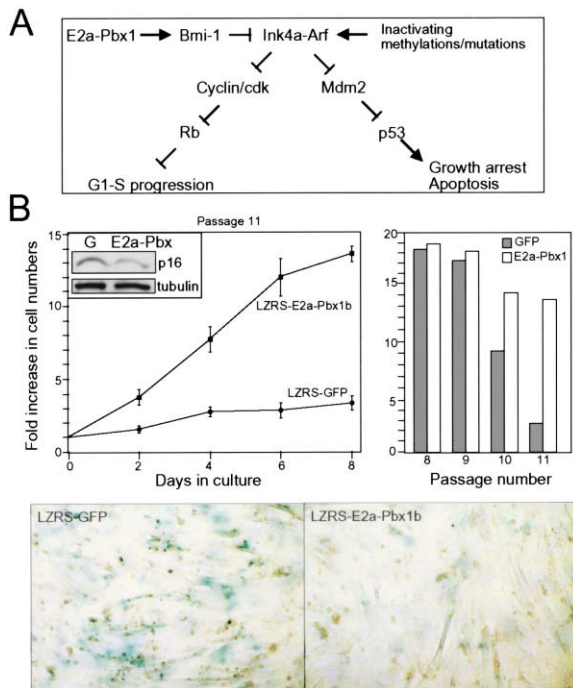 A
E2a-Pbx1 Bmi-1 Ink4a-Arf Inactivating
methylations/mutations
Cyclin/cdk Mdm2
Rb p53
G1-S progression Growth arrest
Apoptosis
B
Passage 11
G E2a-Pbx
p16
tubulin
LZRS-E2a-Pbx1b
LZRS-GFP
Fold increase in cell numbers
15
10
5
0 2 4 6 8
Days in culture
GFP
E2a-Pbx1
20
15
10
5
0
8 9 10 11
Passage number
LZRS-GFP LZRS-E2a-Pbx1b